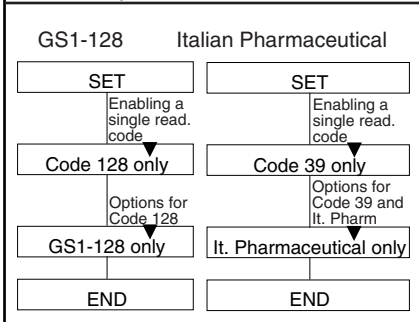 GS1-128
SET
Enabling a
single read.
code
Code 128 only
Options for
Code 128
GS1-128 only
END
Italian Pharmaceutical
SET
Enabling a
single read.
code
Code 39 only
Options for
Code 39 and
It. Pharm
It. Pharmaceutical only
END